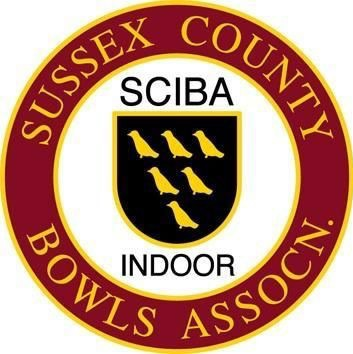 SUSSEX COUNTY
SCIBA
INDOOR
BOWLS ASSOCN.